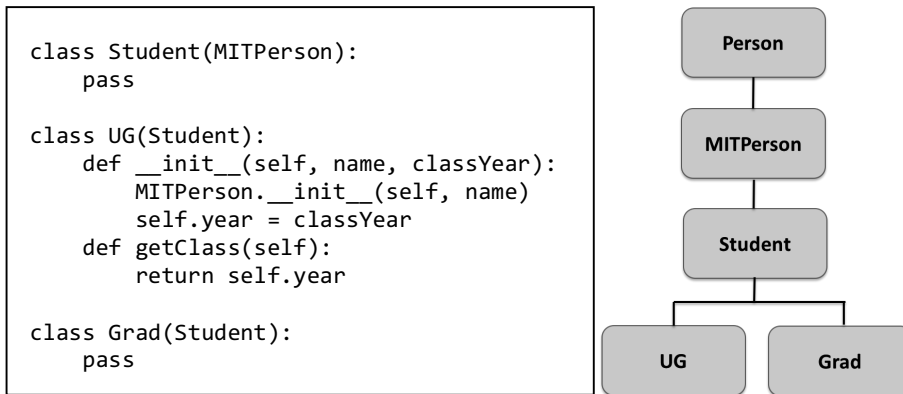 class Student(MITPerson):
    pass

class UG(Student):
    def __init__(self, name, classYear):
        MITPerson.__init__(self, name)
        self.year = classYear
    def getClass(self):
        return self.year

class Grad(Student):
    pass

Person
MITPerson
Student
UG
Grad